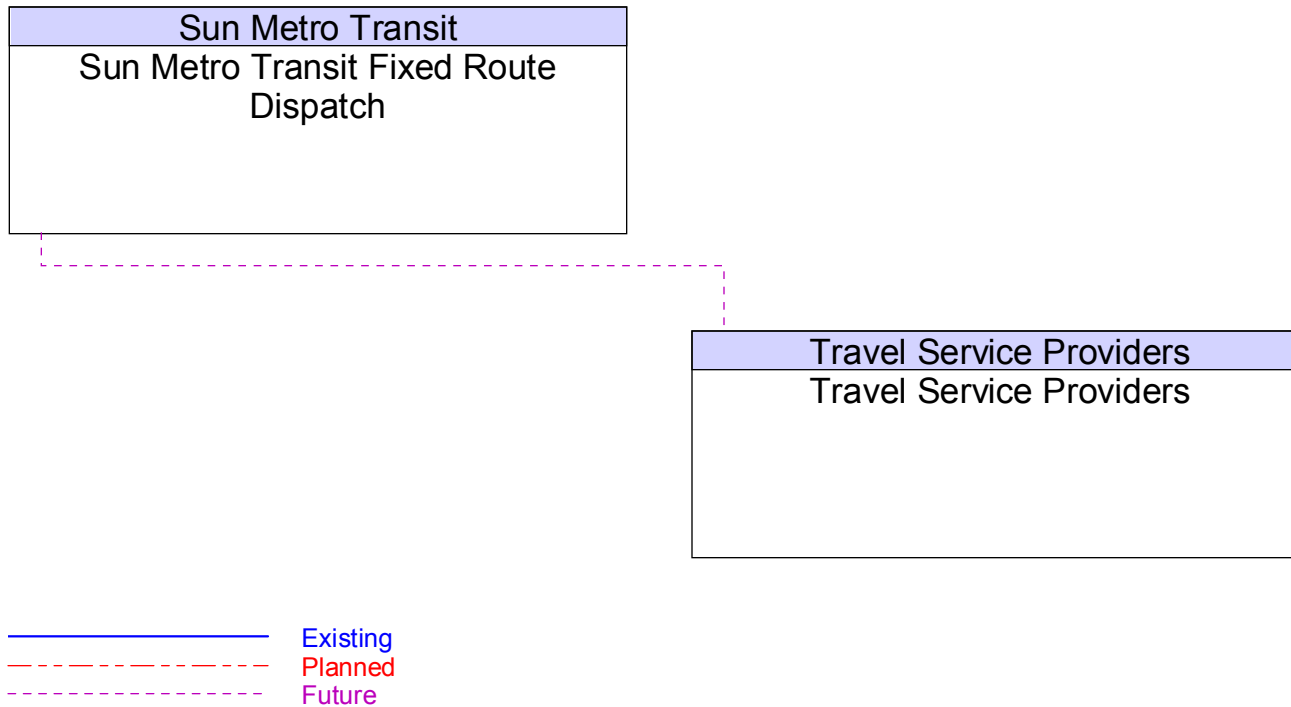 Sun Metro Transit
Sun Metro Transit Fixed Route
Dispatch
Travel Service Providers
Travel Service Providers
Existing
Planned
Future